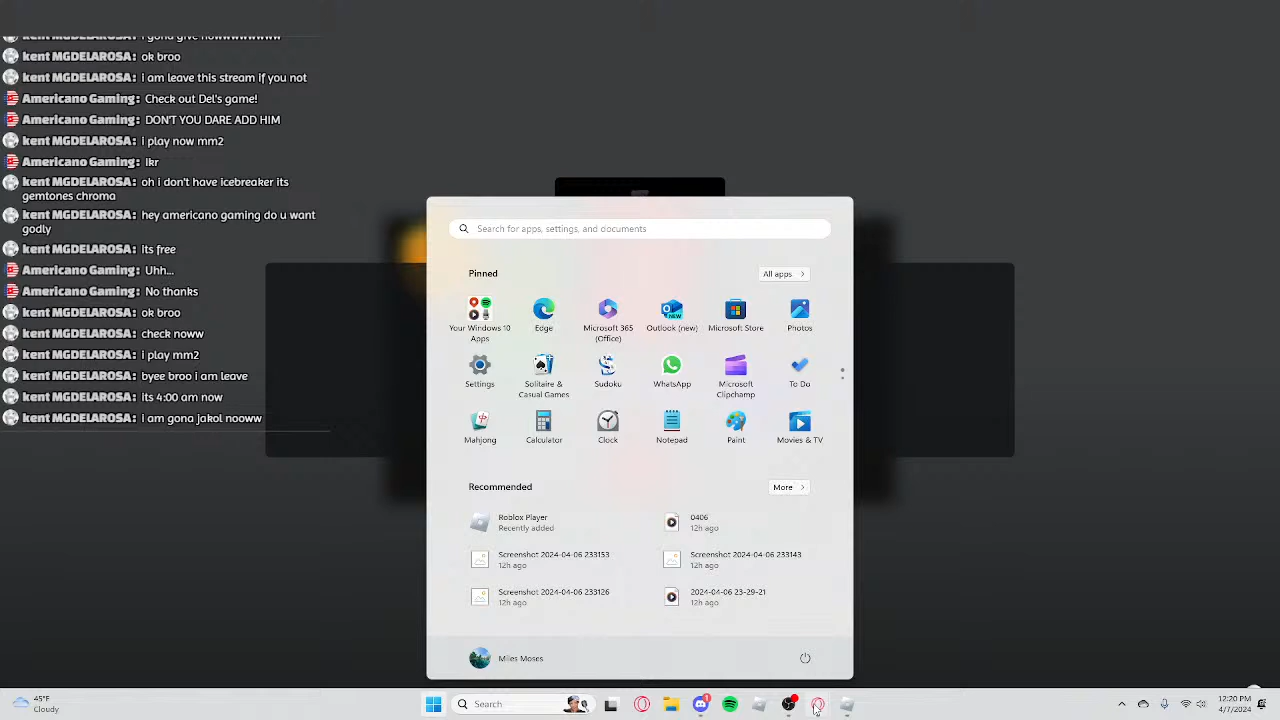 kent MGDELAROSA: i gona give nowwwwwwww
kent MGDELAROSA: ok broo
kent MGDELAROSA: i am leave this stream if you not
Americano Gaming: Check out Del's game!
Americano Gaming: DON'T YOU DARE ADD HIM
kent MGDELAROSA: i play now mm2
Americano Gaming: Ikr
kent MGDELAROSA: oh i don't have icebreaker its
gemtones chroma
kent MGDELAROSA: hey americano gaming do u want
godly
kent MGDELAROSA: its free
Americano Gaming: Uhh...
Americano Gaming: No thanks
kent MGDELAROSA: ok broo
kent MGDELAROSA: check noww
kent MGDELAROSA: i play mm2
kent MGDELAROSA: byee broo i am leave
kent MGDELAROSA: its 4:00 am now
kent MGDELAROSA: i am gona jakol nooww
Search for apps, settings, and documents
Pinned
All apps
Your Windows 10
Apps
Edge
Microsoft 365
(Office)
Outlook (new)
Microsoft Store
Photos
Settings
Solitaire &
Casual Games
Sudoku
WhatsApp
Microsoft
Clipchamp
To Do
Mahjong
Calculator
Clock
Notepad
Paint
Movies & TV
Recommended
More
Roblox Player
Recently added
0406
12h ago
Screenshot 2024-04-06 233153
12h ago
Screenshot 2024-04-06 233143
12h ago
Screenshot 2024-04-06 233126
12h ago
2024-04-06 23-29-21
12h ago
Miles Moses
45°F
Cloudy
Search
1
12:20 PM
4/7/2024